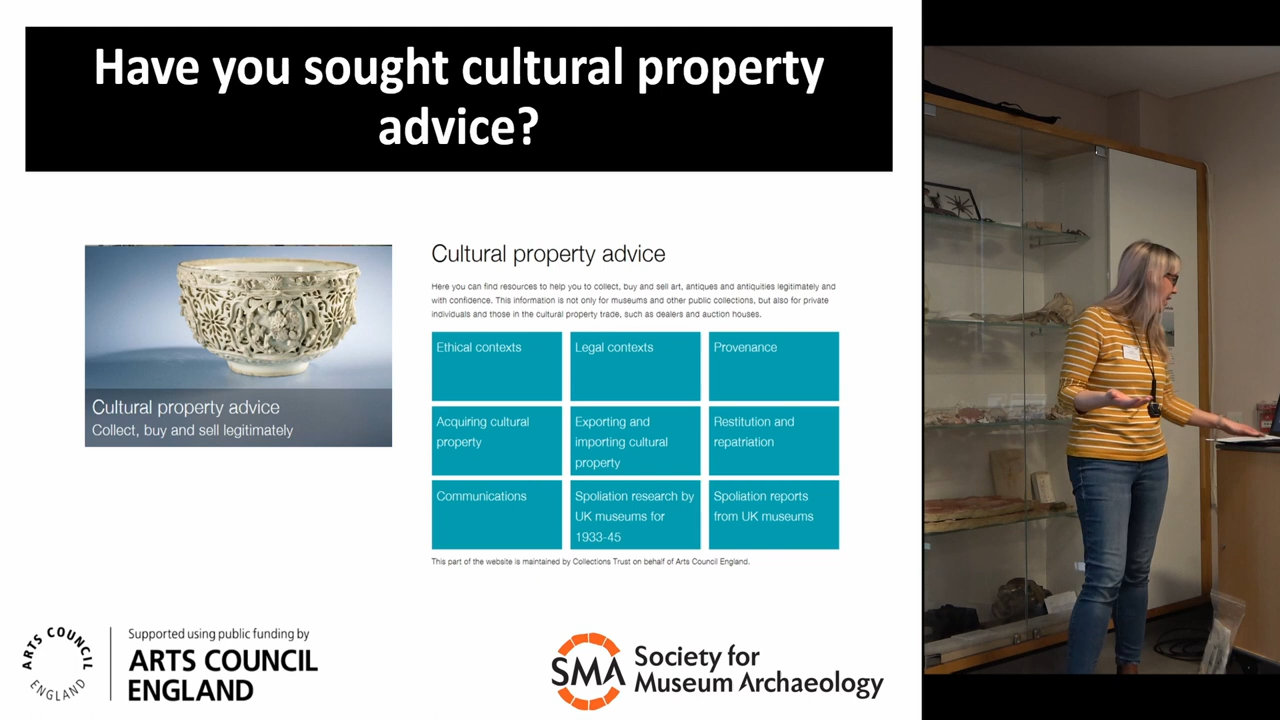 Have you sought cultural property
advice?
Cultural property advice
Collect, buy and sell legitimately
Cultural property advice
Here you can find resources to help you to collect, buy and sell art, antiques and antiquities legitimately and
with confidence. This information is not only for museums and other public collections, but also for private
individuals and those in the cultural property trade, such as dealers and auction houses.
Ethical contexts
Legal contexts
Provenance
Acquiring cultural
property
Exporting and
importing cultural
property
Restitution and
repatriation
Communications
Spoliation research by
UK museums for
1933-45
Spoliation reports
from UK museums
This part of the website is maintained by Collections Trust on behalf of Arts Council England.
ARTS COUNCIL
ENGLAND
Supported using public funding by
ARTS COUNCIL
ENGLAND
SMA
Society for
Museum Archaeology